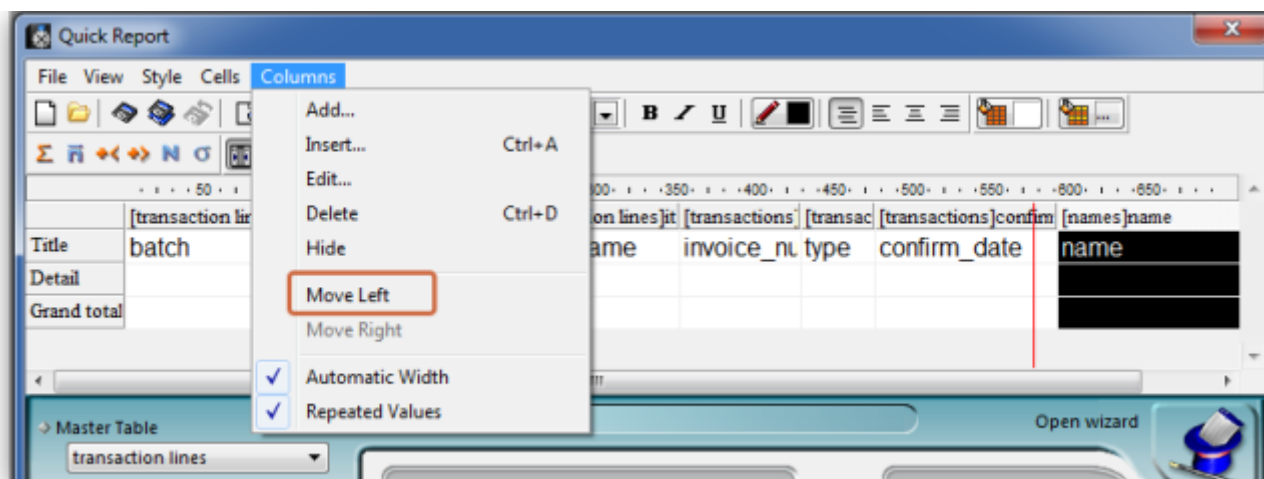 Quick Report
File View Style Cells Columns
Add...
B I U
Insert... Ctrl+A
Σ N σ
Edit...
50 350 400 450 500 550 600 650
Delete Ctrl+D
[transaction lin on lines]it [transactions] [transac [transactions]confirm [names]name
Hide
Title batch ame invoice_nu type confirm_date name
Detail
Move Left
Grand total
Move Right
Automatic Width
Repeated Values
Master Table Open wizard
transaction lines